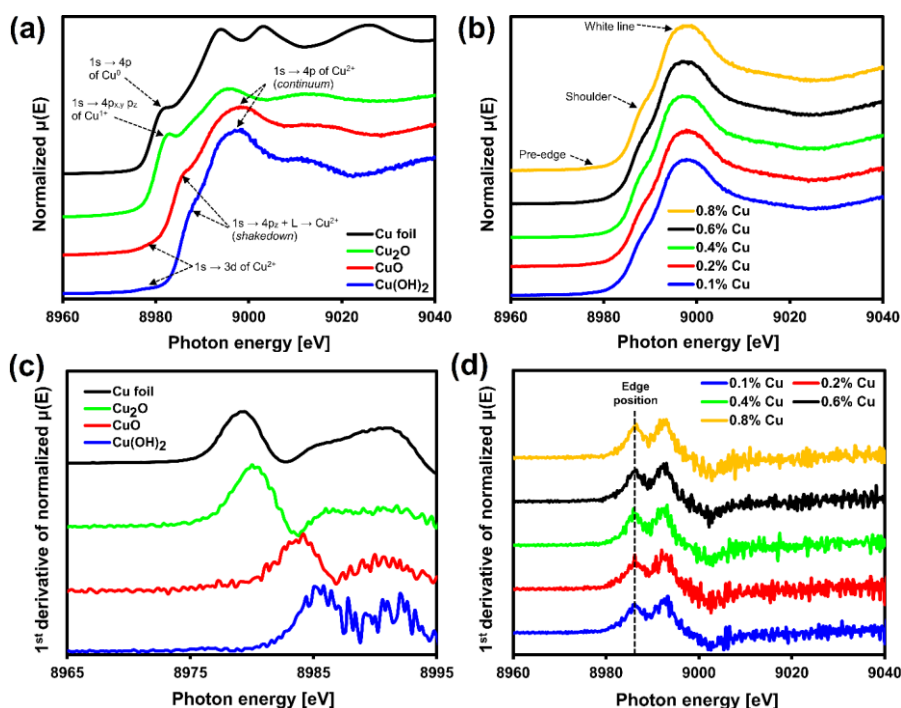 (a)
1s → 4p
of Cu⁰
1s → 4pₓ,ᵧ p_z
of Cu¹⁺
1s → 4p of Cu²⁺
(continuum)
1s → 4p_z + L → Cu²⁺
(shakedown)
1s → 3d of Cu²⁺
Cu foil
Cu₂O
CuO
Cu(OH)₂
Normalized μ(E)
8960 8980 9000 9020 9040
Photon energy [eV]
(b)
White line
Shoulder
Pre-edge
0.8% Cu
0.6% Cu
0.4% Cu
0.2% Cu
0.1% Cu
Normalized μ(E)
8960 8980 9000 9020 9040
Photon energy [eV]
(c)
Cu foil
Cu₂O
CuO
Cu(OH)₂
1ˢᵗ derivative of normalized μ(E)
8965 8975 8985 8995
Photon energy [eV]
(d)
Edge
position
0.1% Cu 0.2% Cu
0.4% Cu 0.6% Cu
0.8% Cu
1ˢᵗ derivative of normalized μ(E)
8960 8980 9000 9020 9040
Photon energy [eV]